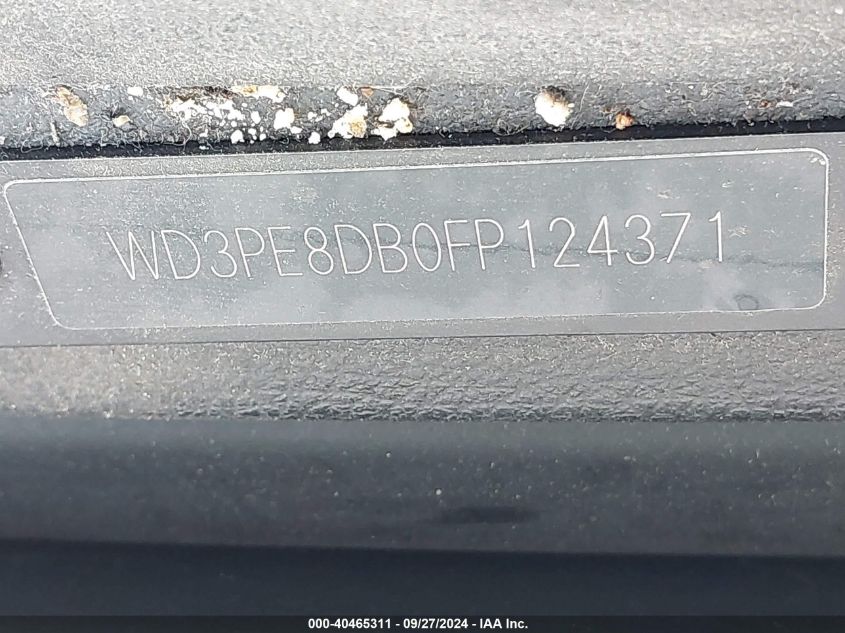 WD3PE8DB0FP124371
000-40465311 - 09/27/2024 - IAA Inc.